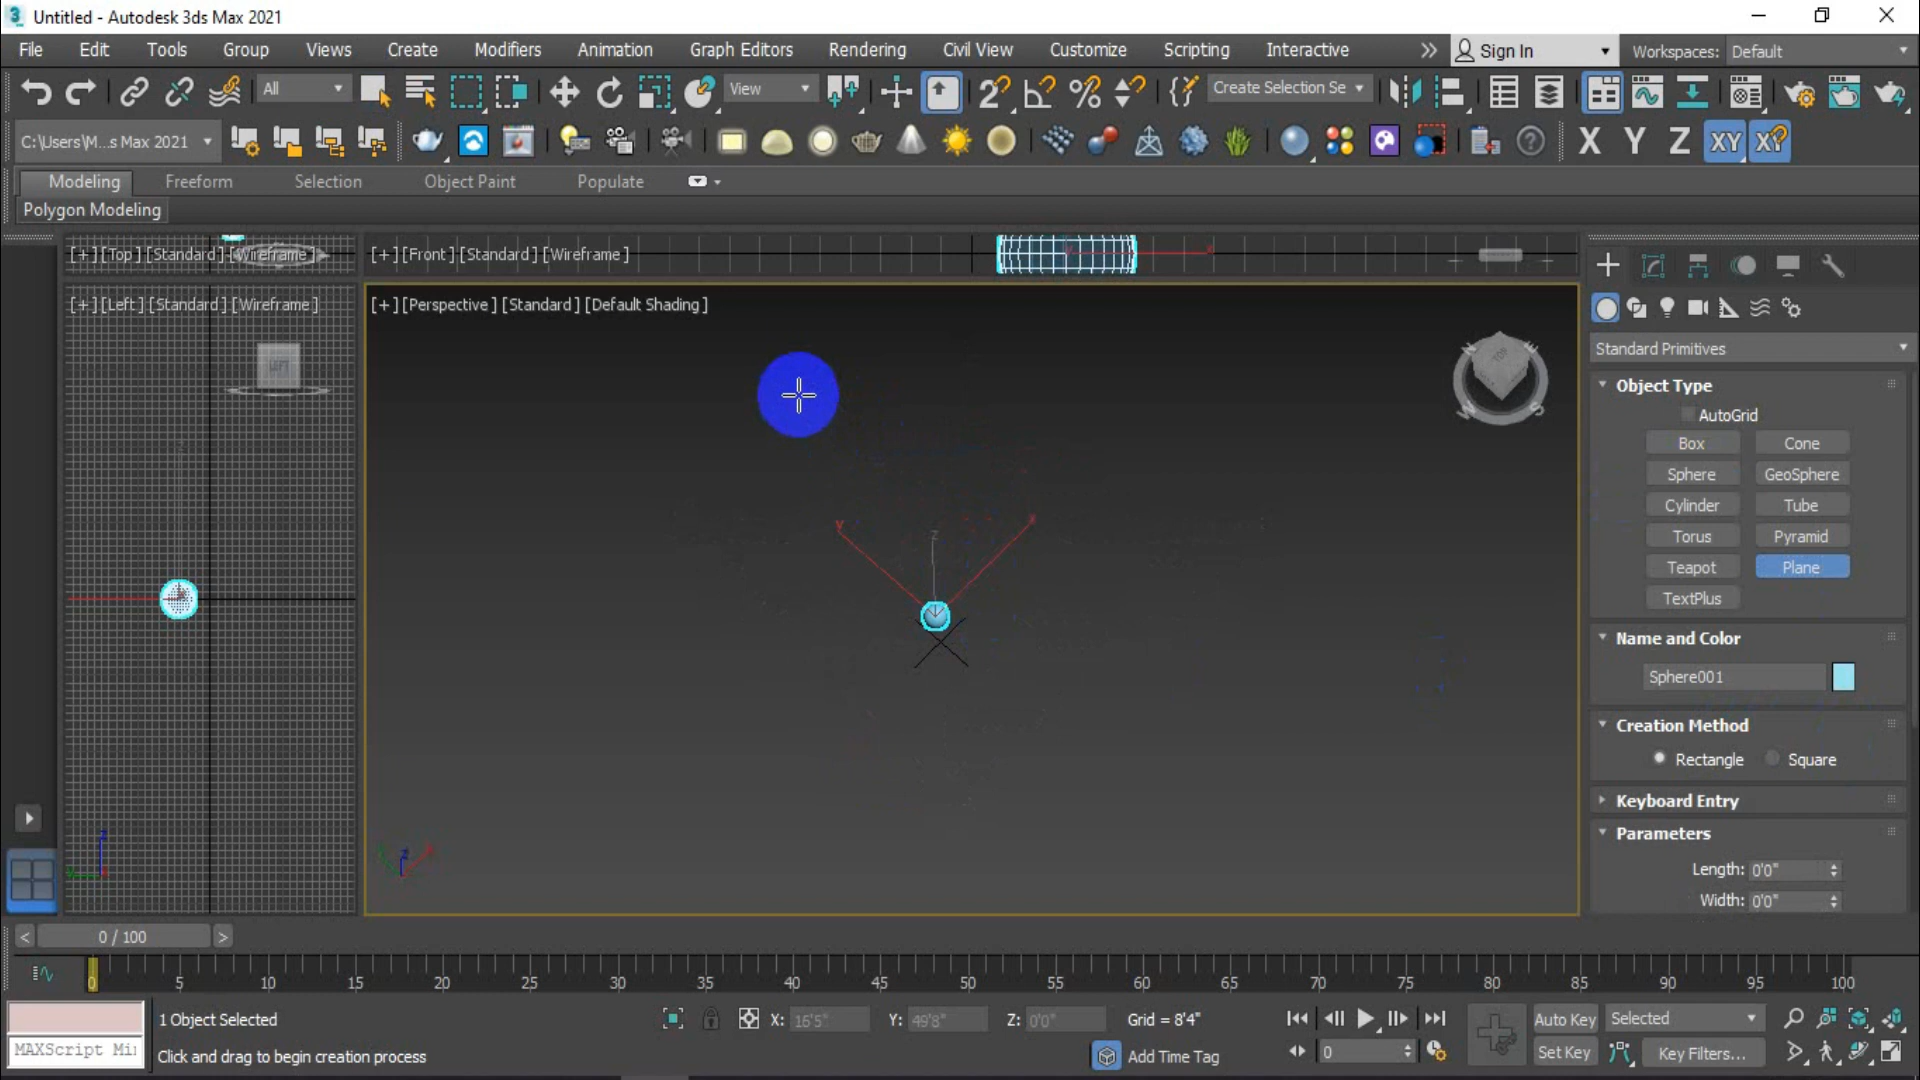 Untitled - Autodesk 3ds Max 2021
File Edit Tools Group Views Create Modifiers Animation Graph Editors Rendering Civil View Customize Scripting Interactive Sign In Workspaces: Default
All View Create Selection Se
C:\Users\M...s Max 2021 X Y Z XY XY
Modeling Freeform Selection Object Paint Populate
Polygon Modeling
[+][Top][Standard][Wireframe] [+][Front][Standard][Wireframe]
[+][Left][Standard][Wireframe] [+][Perspective][Standard][Default Shading]
LEFT
TOP
N E
W S
Standard Primitives
Object Type
AutoGrid
Box Cone
Sphere GeoSphere
Cylinder Tube
Torus Pyramid
Teapot Plane
TextPlus
Name and Color
Sphere001
Creation Method
Rectangle Square
Keyboard Entry
Parameters
Length: 0'0"
Width: 0'0"
< 0 / 100 >
0 5 10 15 20 25 30 35 40 45 50 55 60 65 70 75 80 85 90 95 100
1 Object Selected X: 16'5" Y: 49'8" Z: 0'0" Grid = 8'4" Auto Key Selected
MAXScript Mi Click and drag to begin creation process Add Time Tag 0 Set Key Key Filters...